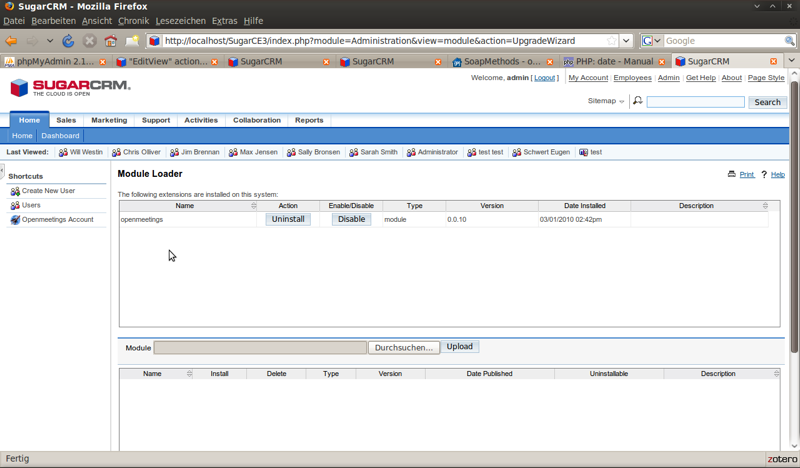 SugarCRM - Mozilla Firefox
Datei Bearbeiten Ansicht Chronik Lesezeichen Extras Hilfe
http://localhost/SugarCE3/index.php?module=Administration&view=module&action=UpgradeWizard Google
phpMyAdmin 2.1... "EditView" action... SugarCRM SugarCRM SoapMethods - o... PHP: date - Manual SugarCRM
SUGARCRM.
THE CLOUD IS OPEN
Welcome, admin [ Logout ] My Account Employees Admin Get Help About Page Style
Sitemap Search
Home Sales Marketing Support Activities Collaboration Reports
Home Dashboard
Last Viewed: Will Westin Chris Olliver Jim Brennan Max Jensen Sally Bronsen Sarah Smith Administrator test test Schwert Eugen test
Shortcuts
Create New User
Users
Openmeetings Account
Module Loader
Print Help
The following extensions are installed on this system:
Name Action Enable/Disable Type Version Date Installed Description
openmeetings Uninstall Disable module 0.0.10 03/01/2010 02:42pm
Module Durchsuchen... Upload
Name Install Delete Type Version Date Published Uninstallable Description
Fertig zotero